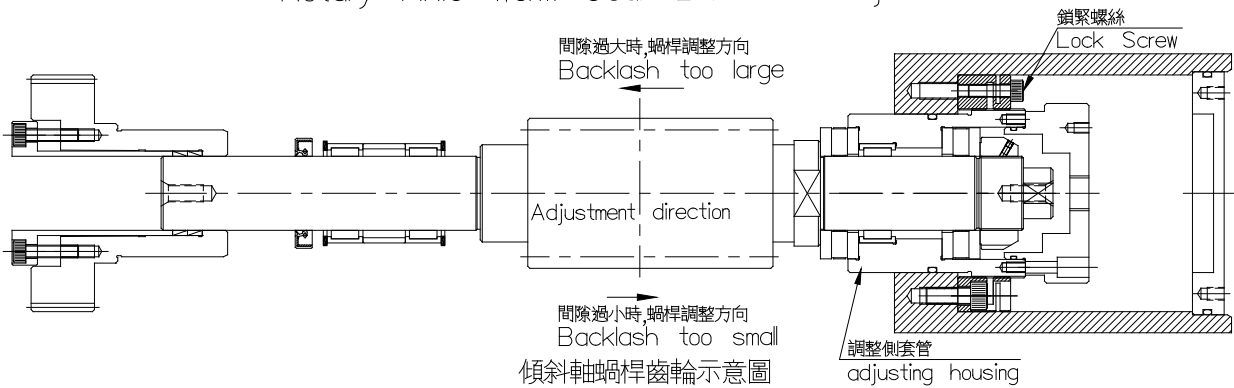 鎖緊螺絲
Lock Screw
間隙過大時,蝸桿調整方向
Backlash too large
Adjustment direction
間隙過小時,蝸桿調整方向
Backlash too small
傾斜軸蝸桿齒輪示意圖
調整側套管
adjusting housing